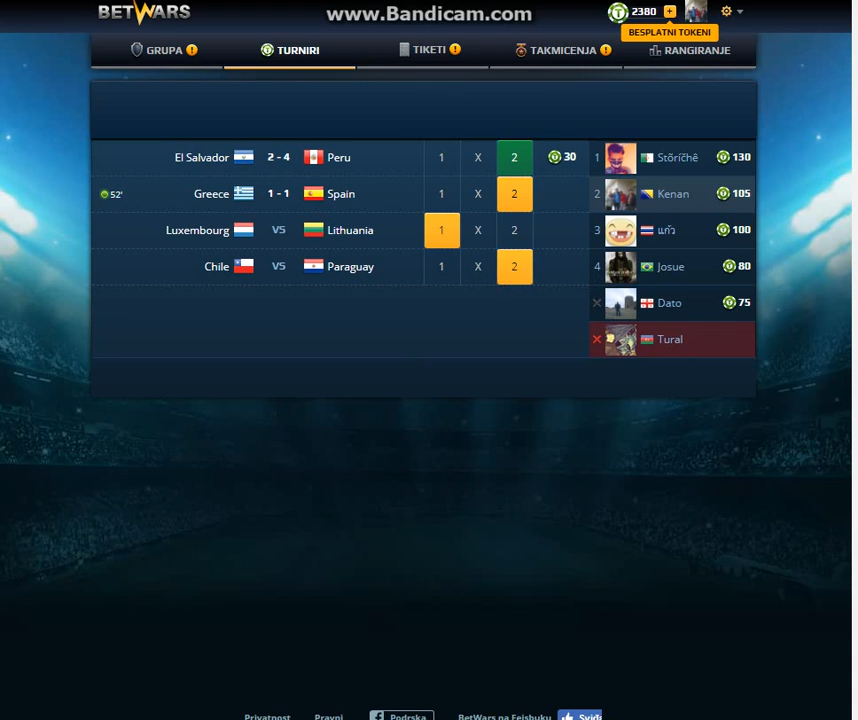 BETWARS
www.Bandicam.com
2380 +
BESPLATNI TOKENI
GRUPA !
TURNIRI
TIKETI !
TAKMICENJA !
RANGIRANJE
El Salvador 2 - 4 Peru 1 X 2 30
52' Greece 1 - 1 Spain 1 X 2
Luxembourg VS Lithuania 1 X 2
Chile VS Paraguay 1 X 2
1 Stõríčhê 130
2 Kenan 105
3 แก้ว 100
4 Josue 80
× Dato 75
× Tural
Privatnost
Pravni
Podrska
BetWars na Fejsbuku